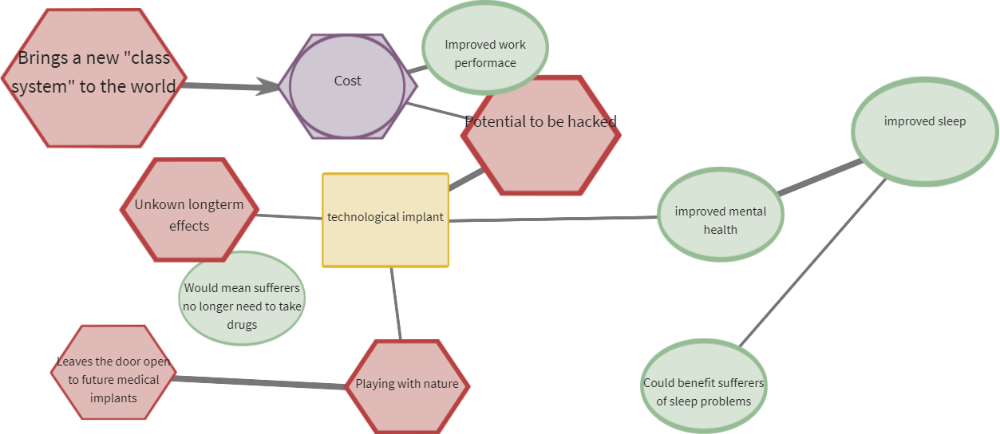 Brings a new "class
system" to the world
Cost
Improved work
performace
Potential to be hacked
improved sleep
Unkown longterm
effects
technological implant
improved mental
health
Would mean sufferers
no longer need to take
drugs
Leaves the door open
to future medical
implants
Playing with nature
Could benefit sufferers
of sleep problems